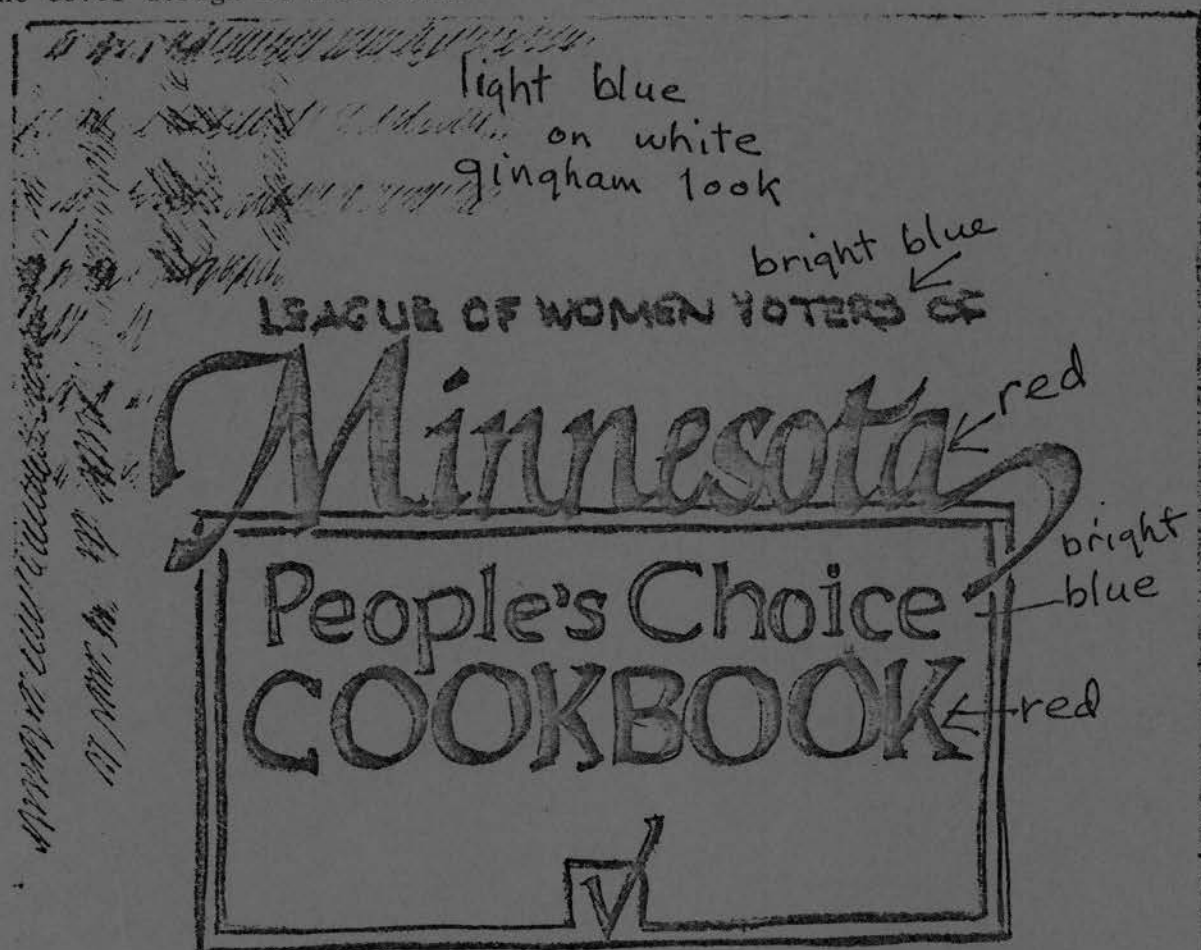 light blue
on white
gingham look
bright blue
LEAGUE OF WOMEN VOTERS OF
Minnesota
red
People's Choice
bright
blue
COOKBOOK
red